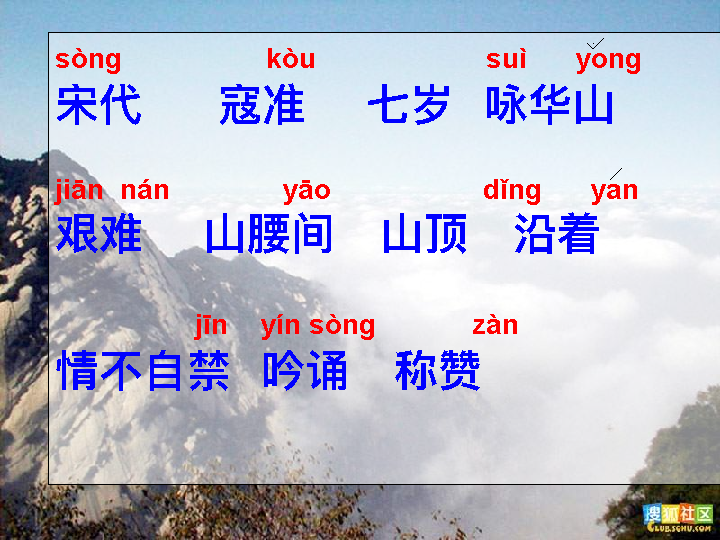 sòng kòu suì yǒng
宋代 寇准 七岁 咏华山
jiān nán yāo dǐng yán
艰难 山腰间 山顶 沿着
jīn yín sòng zàn
情不自禁 吟诵 称赞
搜狐社区
CLUB.SOHU.COM